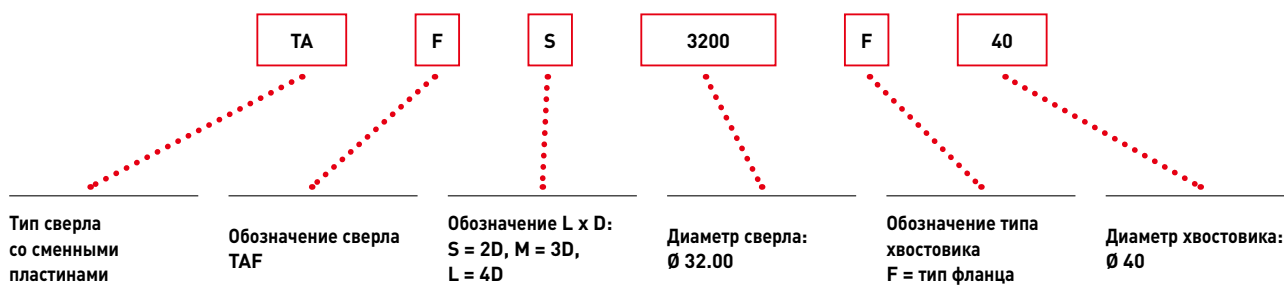 TA F S 3200 F 40
Тип сверла
со сменными
пластинами
Обозначение сверла
TAF
Обозначение L x D:
S = 2D, M = 3D,
L = 4D
Диаметр сверла:
Ø 32.00
Обозначение типа
хвостовика
F = тип фланца
Диаметр хвостовика:
Ø 40